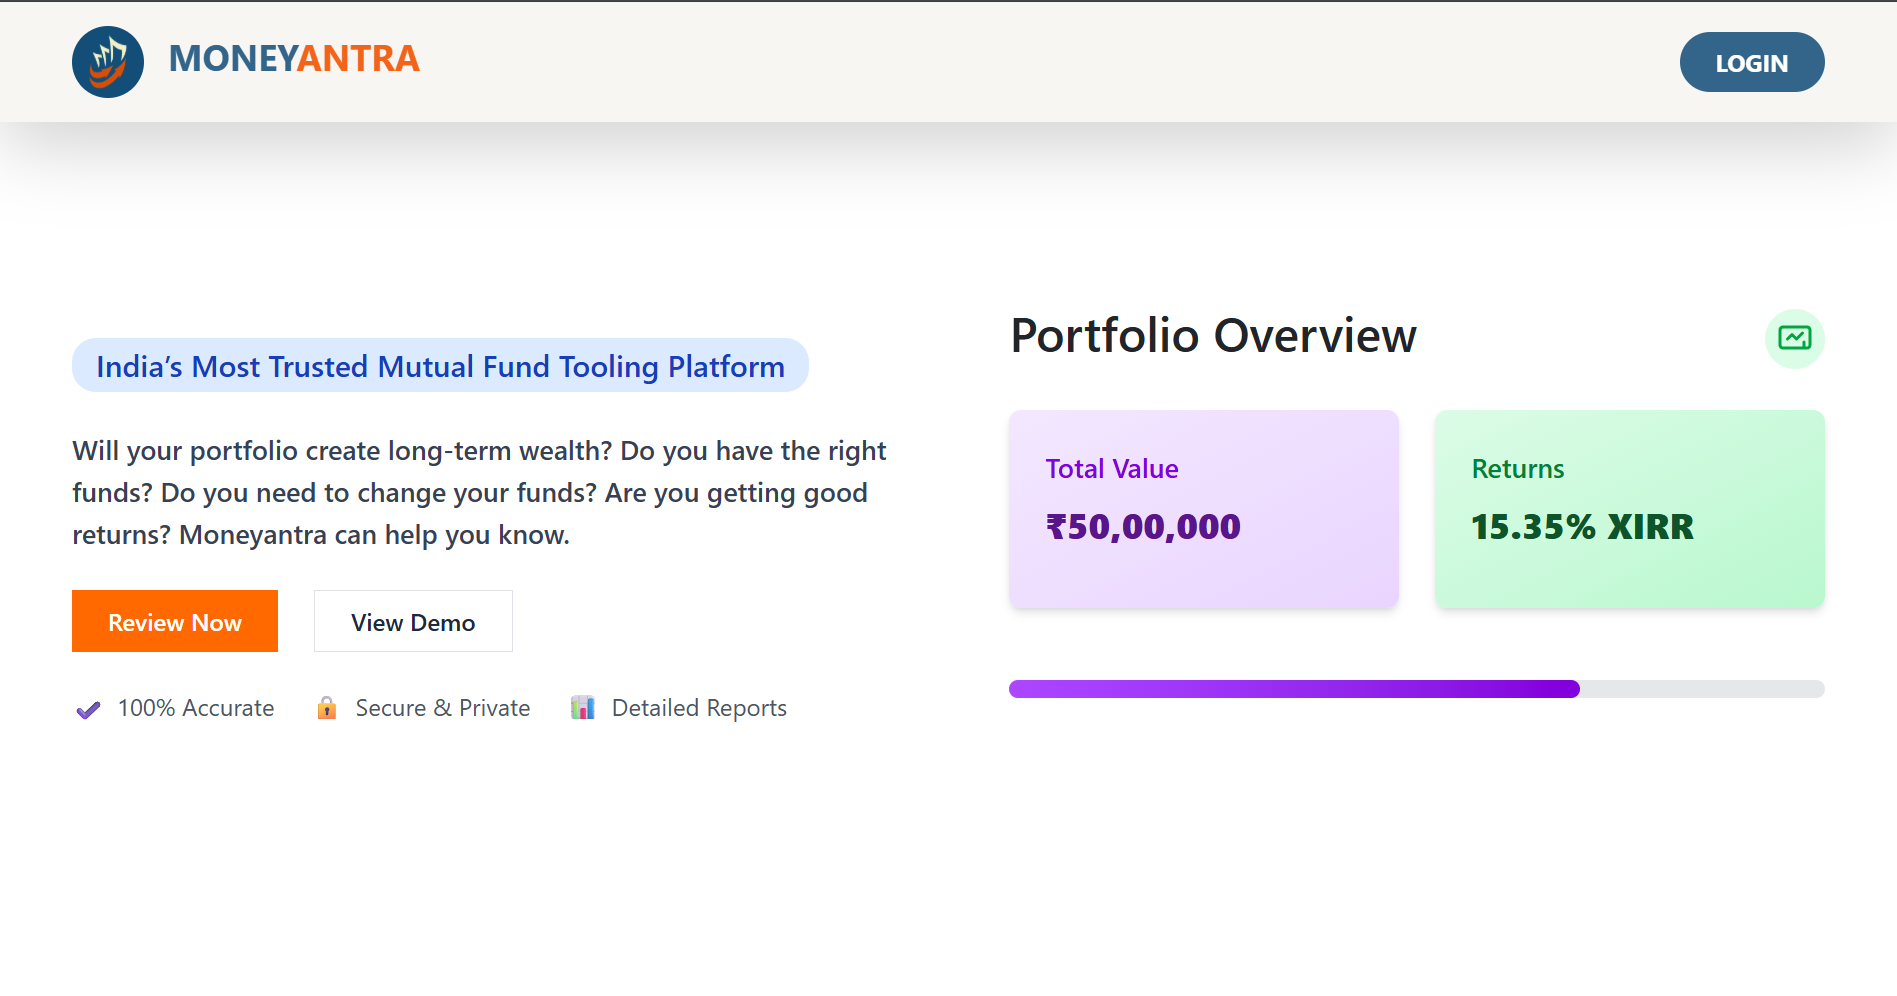 MONEYANTRA
LOGIN
India’s Most Trusted Mutual Fund Tooling Platform
Will your portfolio create long-term wealth? Do you have the right
funds? Do you need to change your funds? Are you getting good
returns? Moneyantra can help you know.
Review Now
View Demo
100% Accurate
Secure & Private
Detailed Reports
Portfolio Overview
Total Value
₹50,00,000
Returns
15.35% XIRR